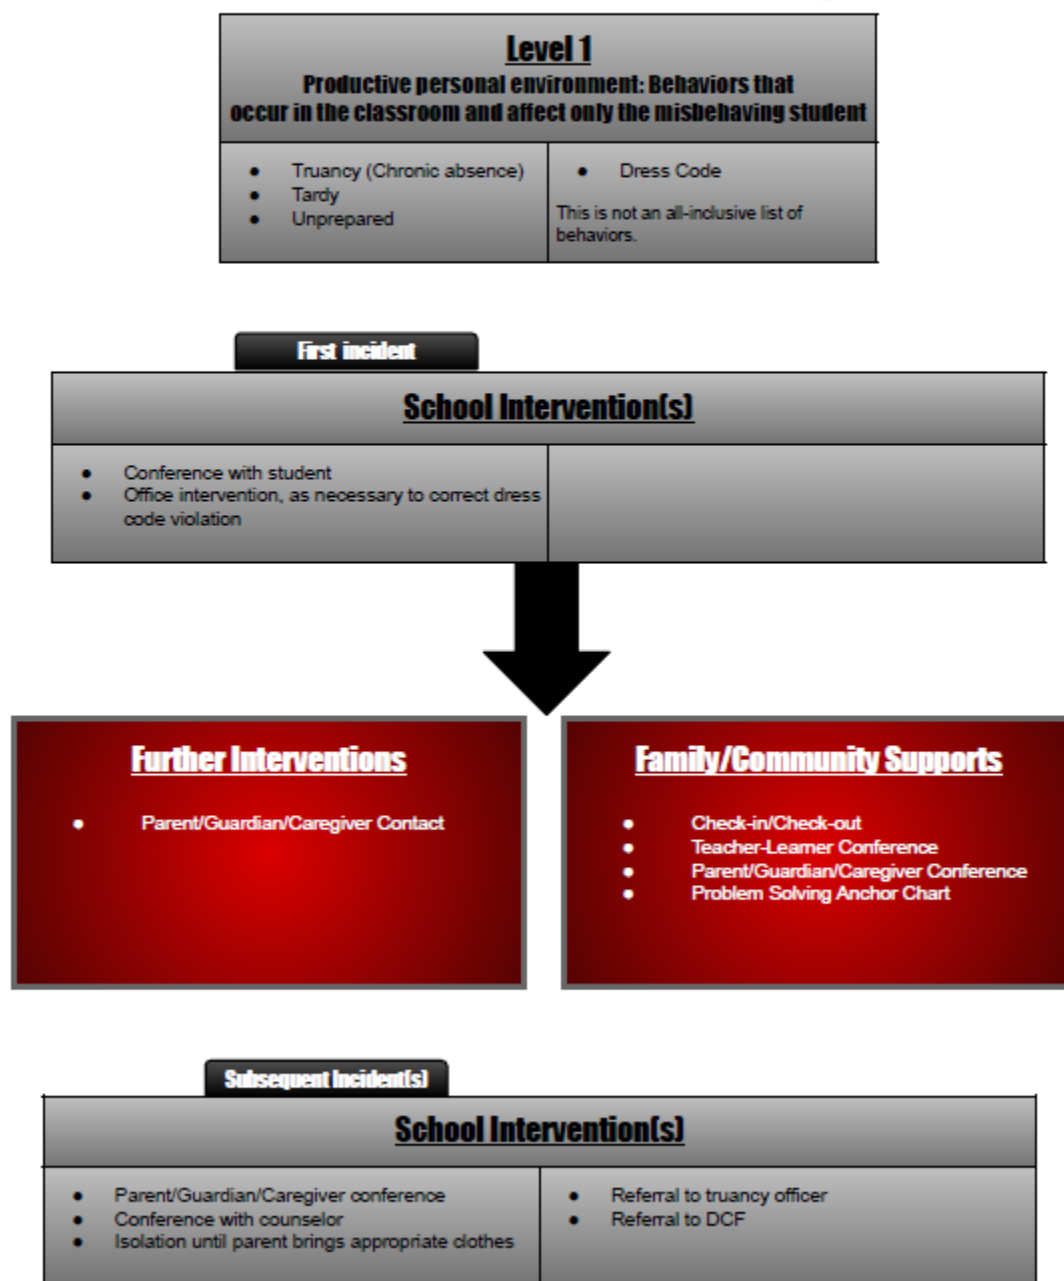 Level 1
Productive personal environment: Behaviors that
occur in the classroom and affect only the misbehaving student
● Truancy (Chronic absence)
● Tardy
● Unprepared
● Dress Code
This is not an all-inclusive list of
behaviors.
First incident
School Intervention(s)
● Conference with student
● Office intervention, as necessary to correct dress
code violation
Further Interventions
● Parent/Guardian/Caregiver Contact
Family/Community Supports
● Check-in/Check-out
● Teacher-Learner Conference
● Parent/Guardian/Caregiver Conference
● Problem Solving Anchor Chart
Subsequent Incident(s)
School Intervention(s)
● Parent/Guardian/Caregiver conference
● Conference with counselor
● Isolation until parent brings appropriate clothes
● Referral to truancy officer
● Referral to DCF